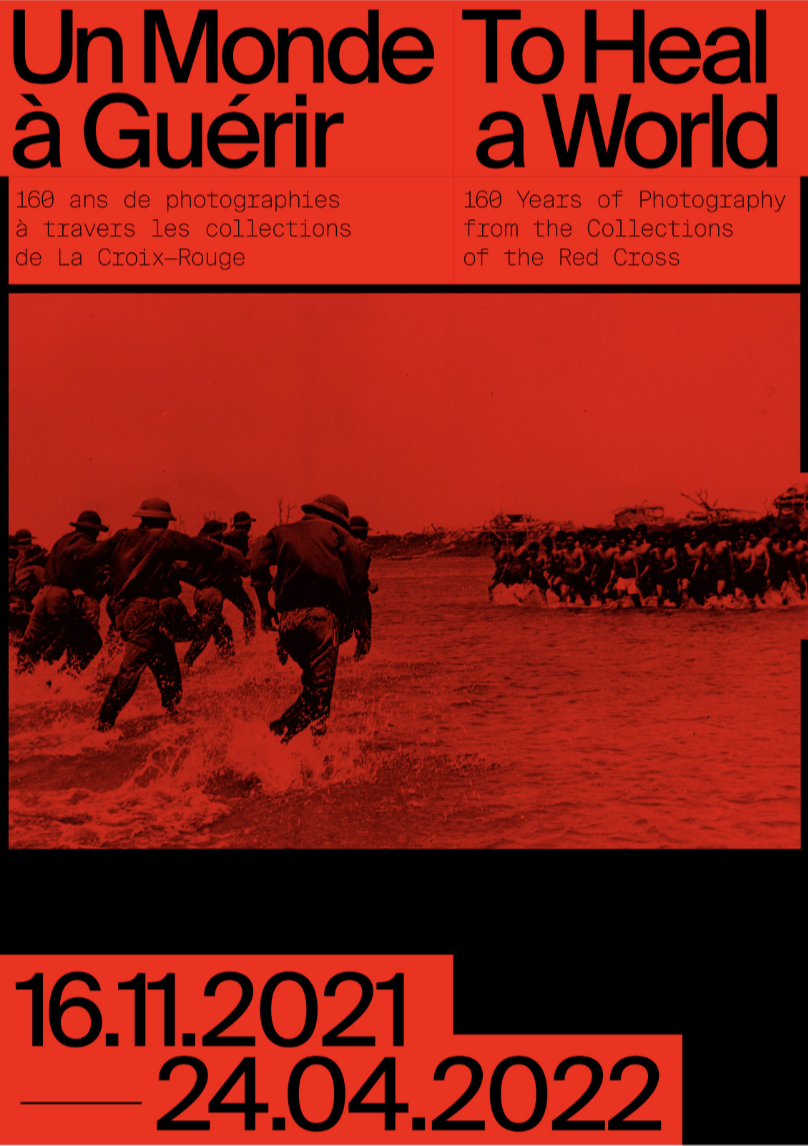 Un Monde
à Guérir
To Heal
a World
160 ans de photographies
à travers les collections
de La Croix—Rouge
160 Years of Photography
from the Collections
of the Red Cross
16.11.2021
—24.04.2022